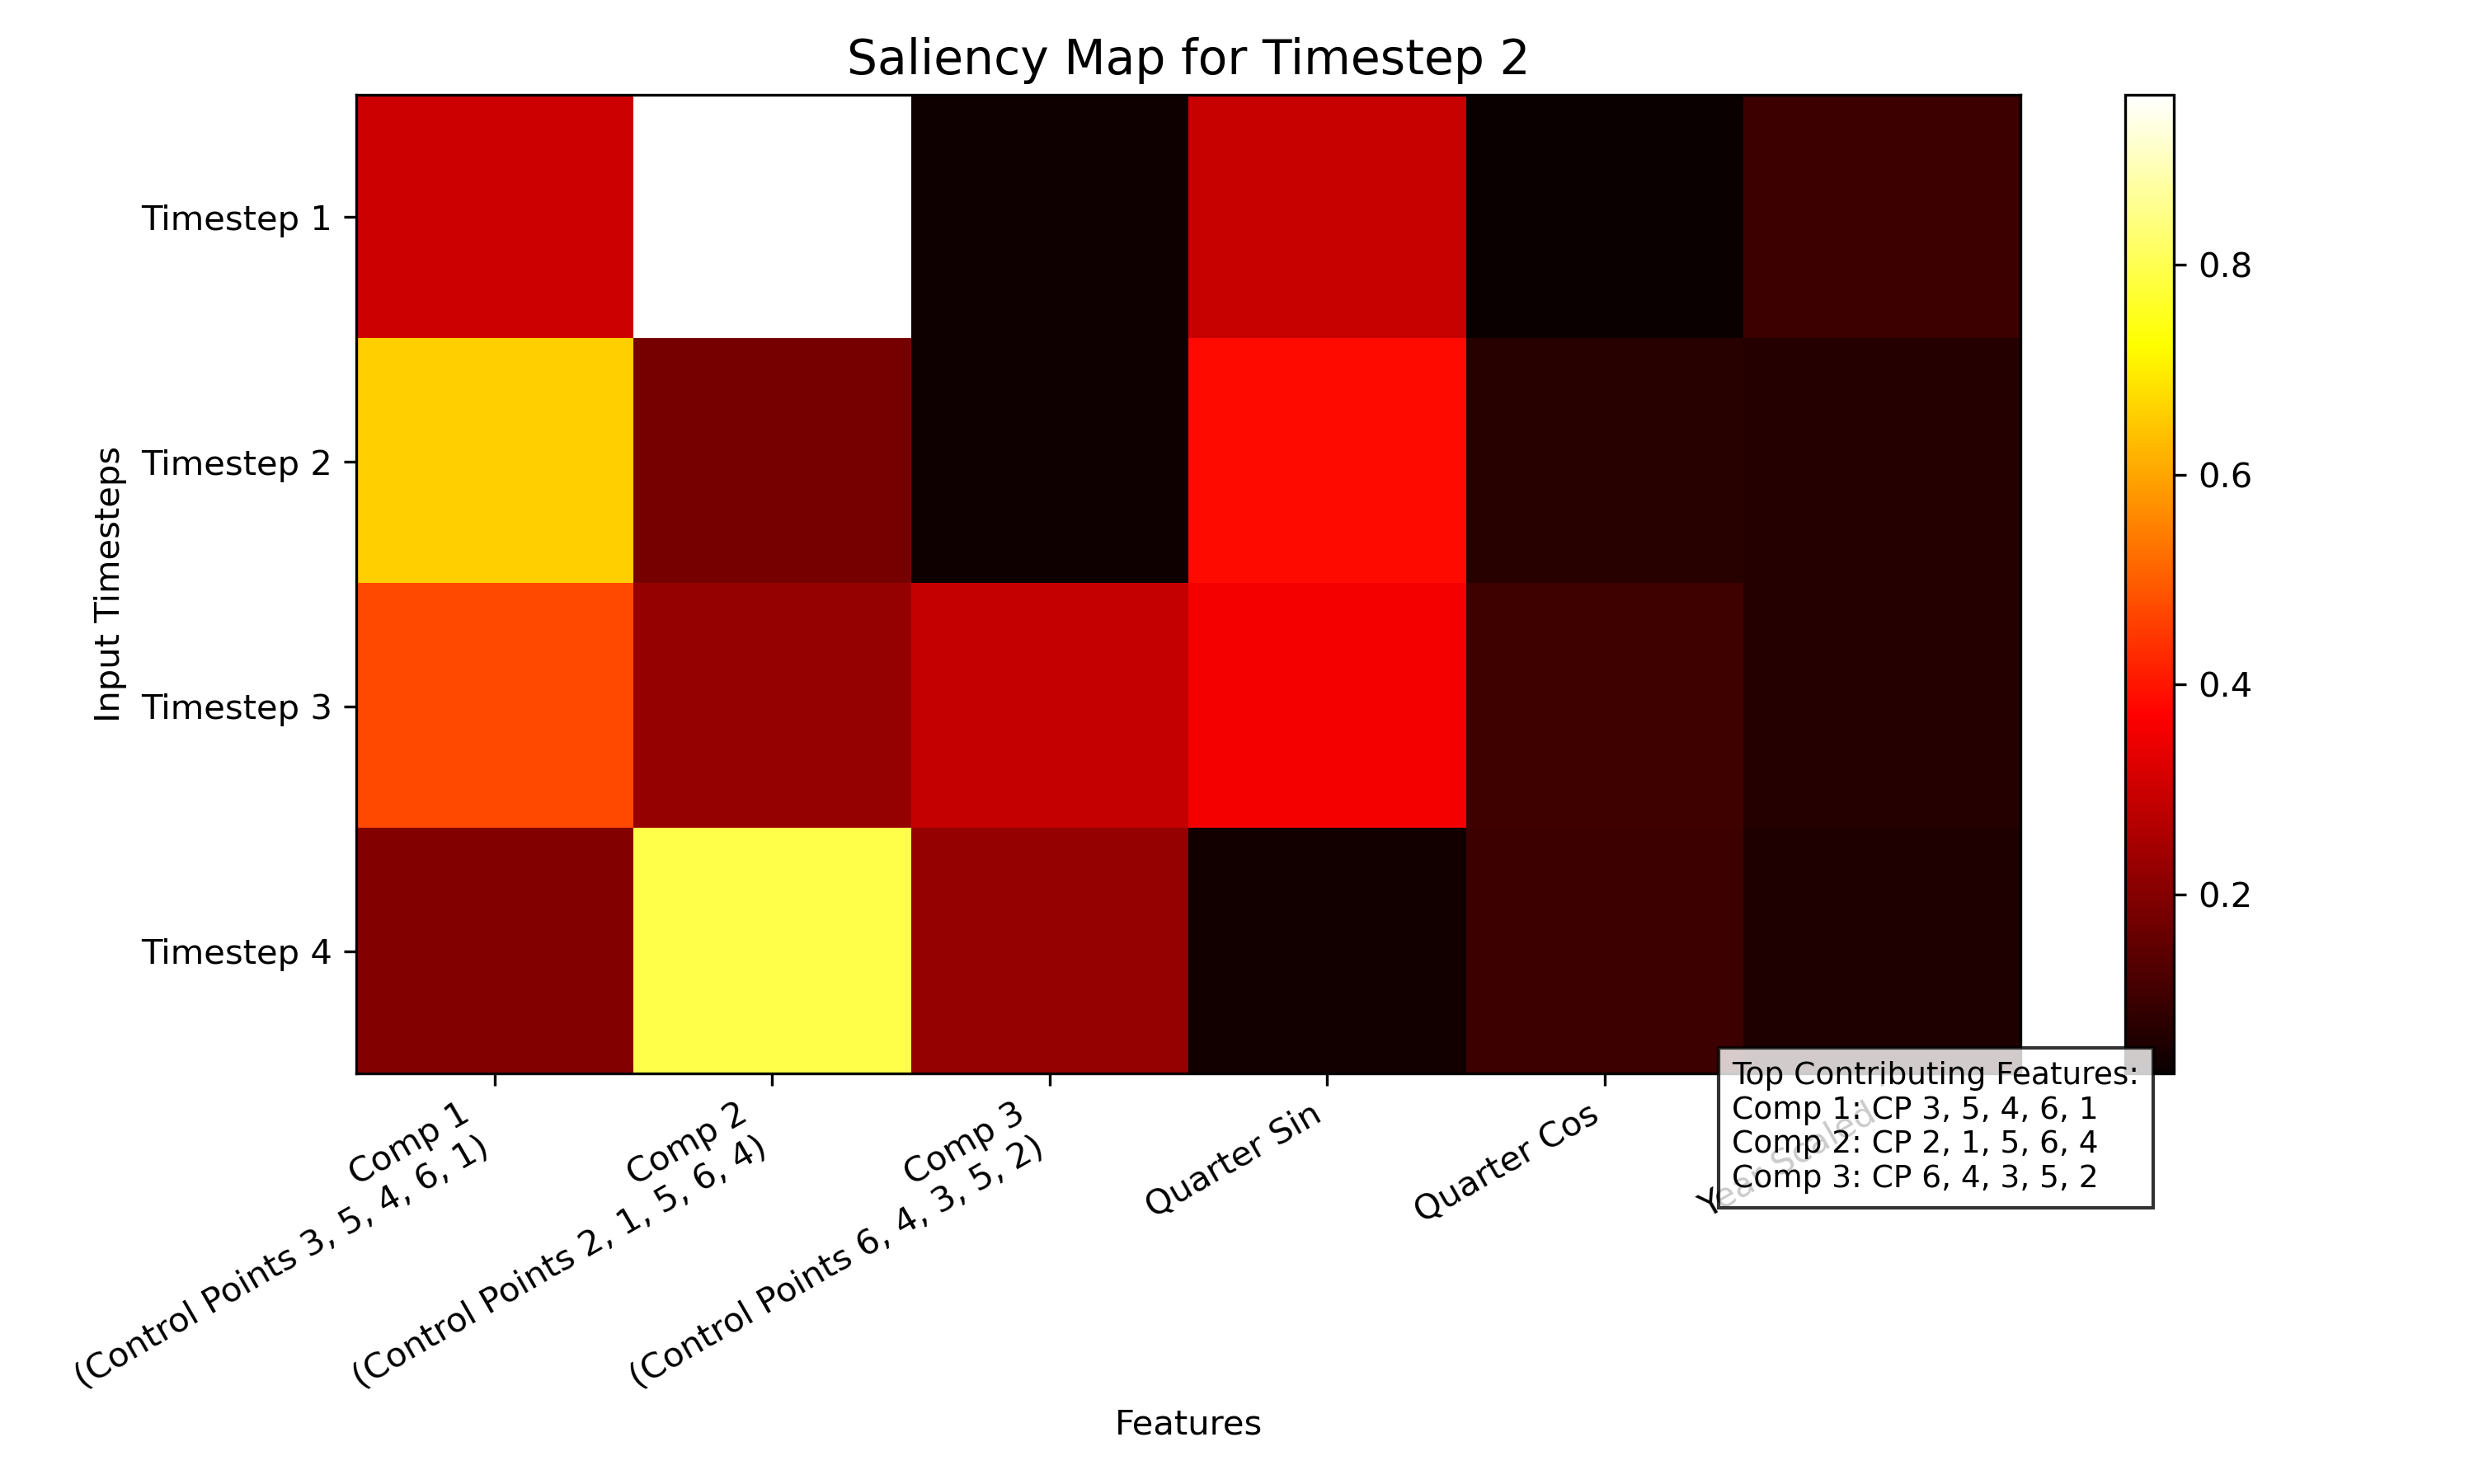 Saliency Map for Timestep 2
Input Timesteps
Timestep 1
Timestep 2
Timestep 3
Timestep 4
0.8
0.6
0.4
0.2
Comp 1
(Control Points 3, 5, 4, 6, 1)
Comp 2
(Control Points 2, 1, 5, 6, 4)
Comp 3
(Control Points 6, 4, 3, 5, 2)
Quarter Sin
Quarter Cos
Year Scaled
Top Contributing Features:
Comp 1: CP 3, 5, 4, 6, 1
Comp 2: CP 2, 1, 5, 6, 4
Comp 3: CP 6, 4, 3, 5, 2
Features